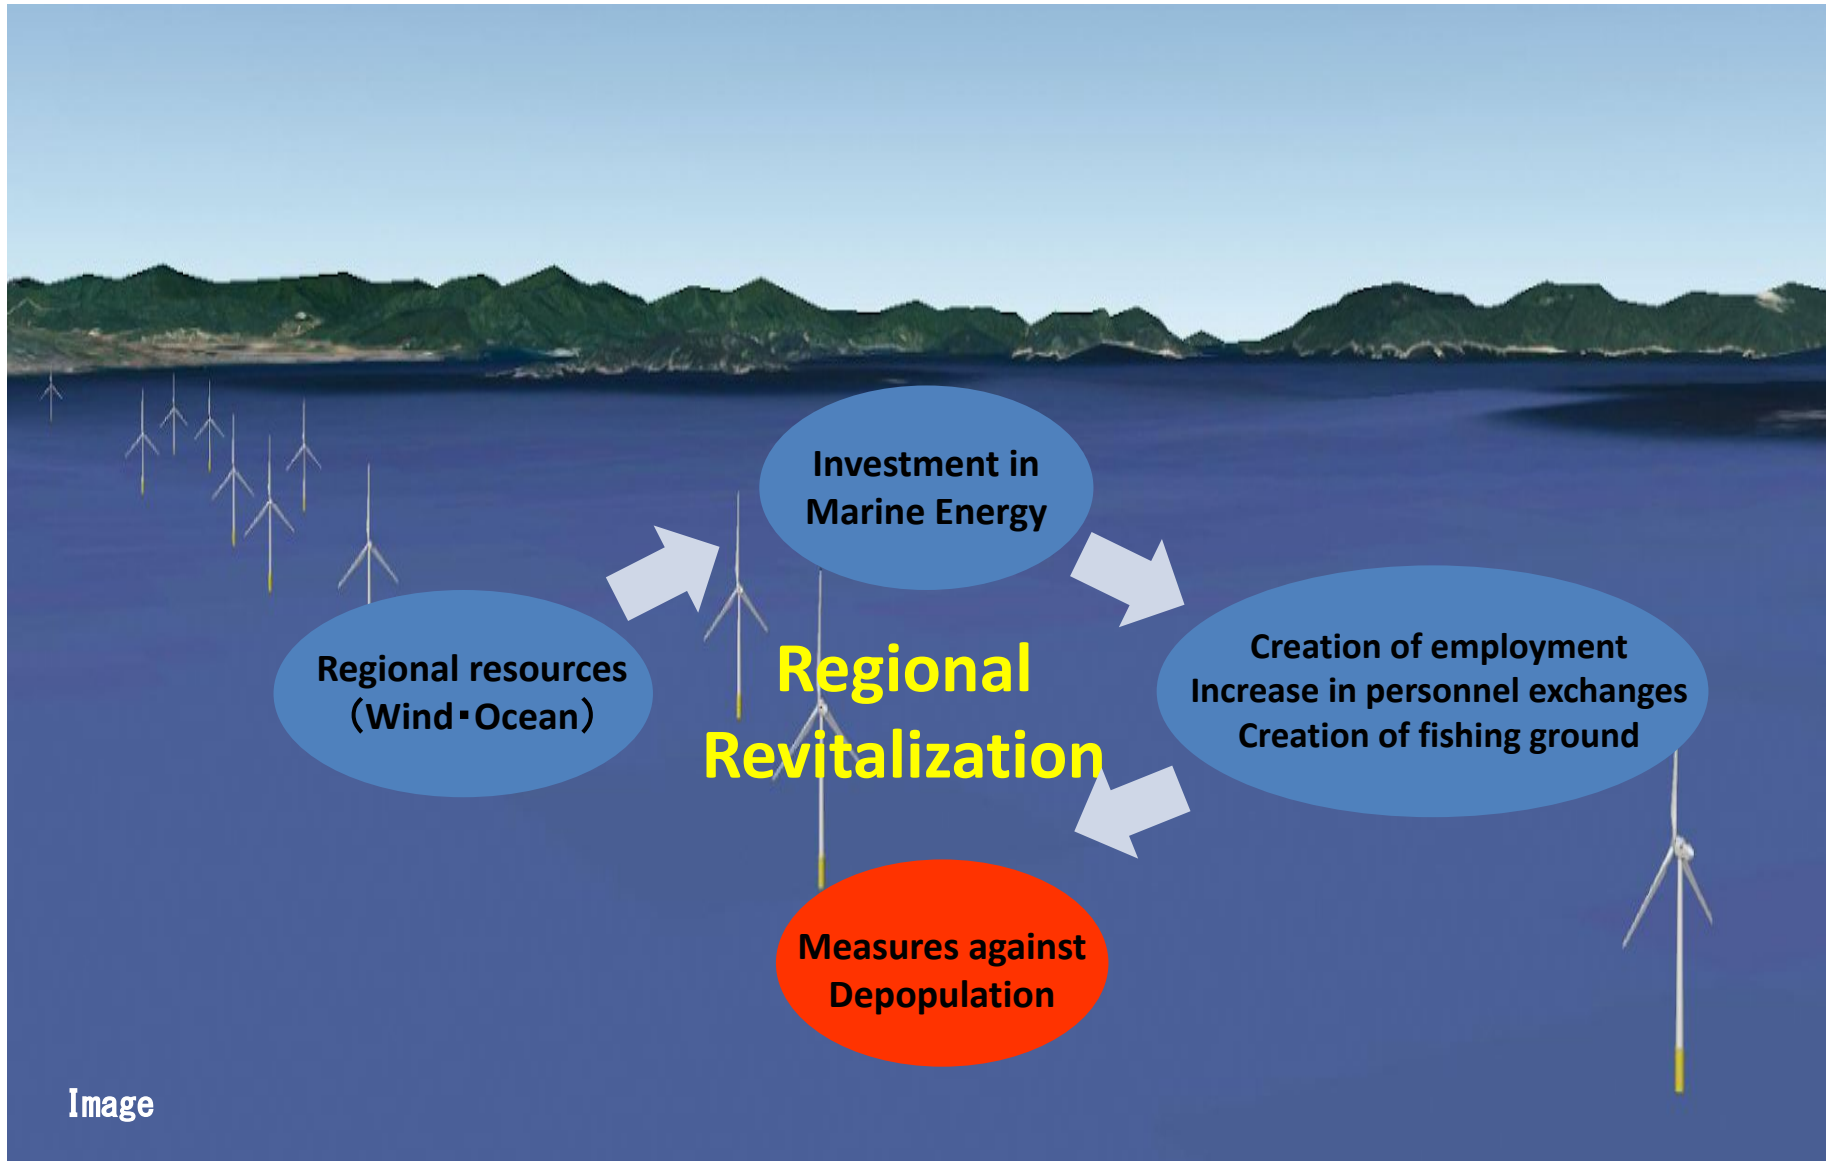 Investment in
Marine Energy
Regional resources
（Wind・Ocean）
Regional
Revitalization
Creation of employment
Increase in personnel exchanges
Creation of fishing ground
Measures against
Depopulation
Image